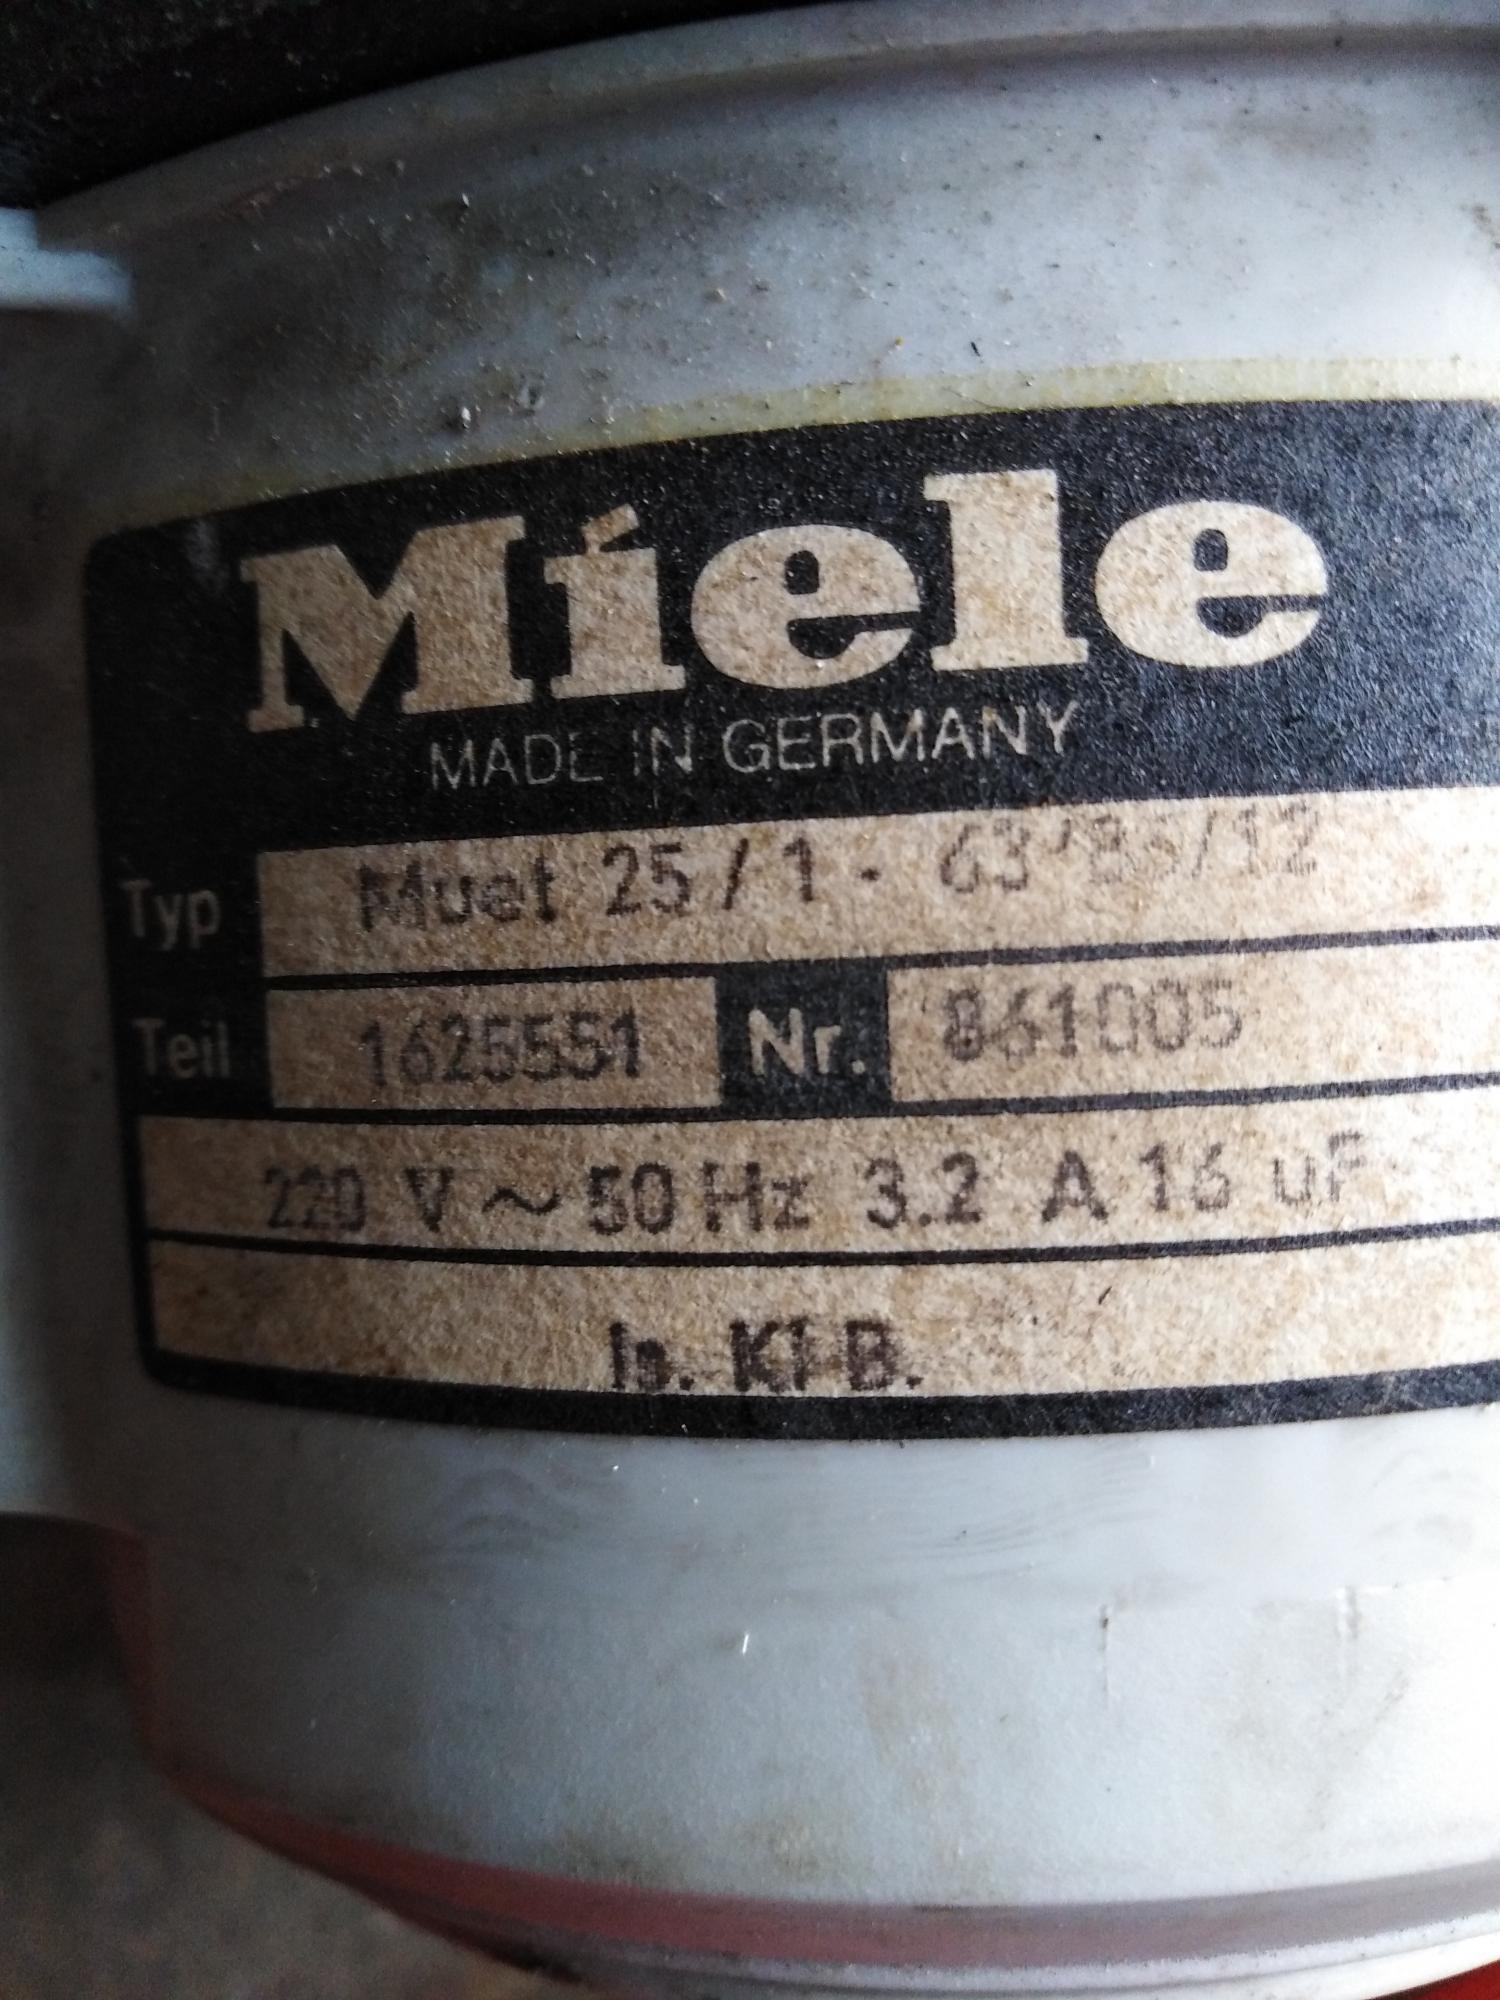 Miele
MADE IN GERMANY
Typ Muet 25 / 1 -
Teil 1625551 Nr. 861005
220 V ~ 50 Hz 3.2 A 16 uF
Is. Kl B.